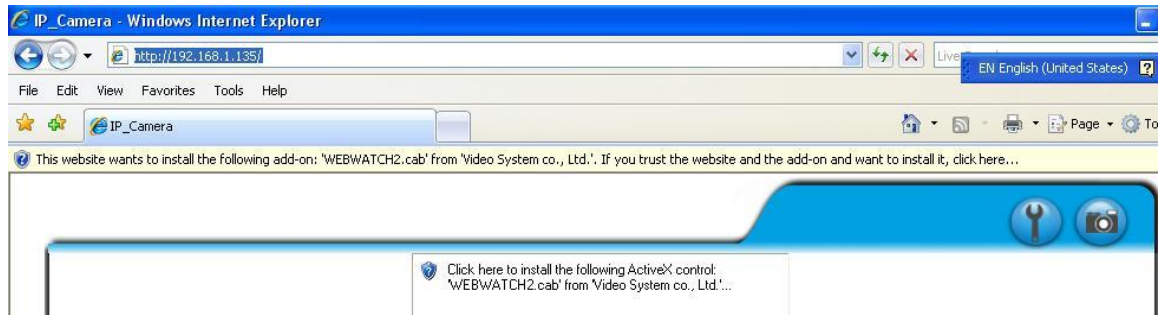 IP_Camera - Windows Internet Explorer
http://192.168.1.135/
Live
EN English (United States)
File Edit View Favorites Tools Help
IP_Camera
Page
To
This website wants to install the following add-on: 'WEBWATCH2.cab' from 'Video System co., Ltd.'. If you trust the website and the add-on and want to install it, click here...
Click here to install the following ActiveX control:
'WEBWATCH2.cab' from 'Video System co., Ltd.'...